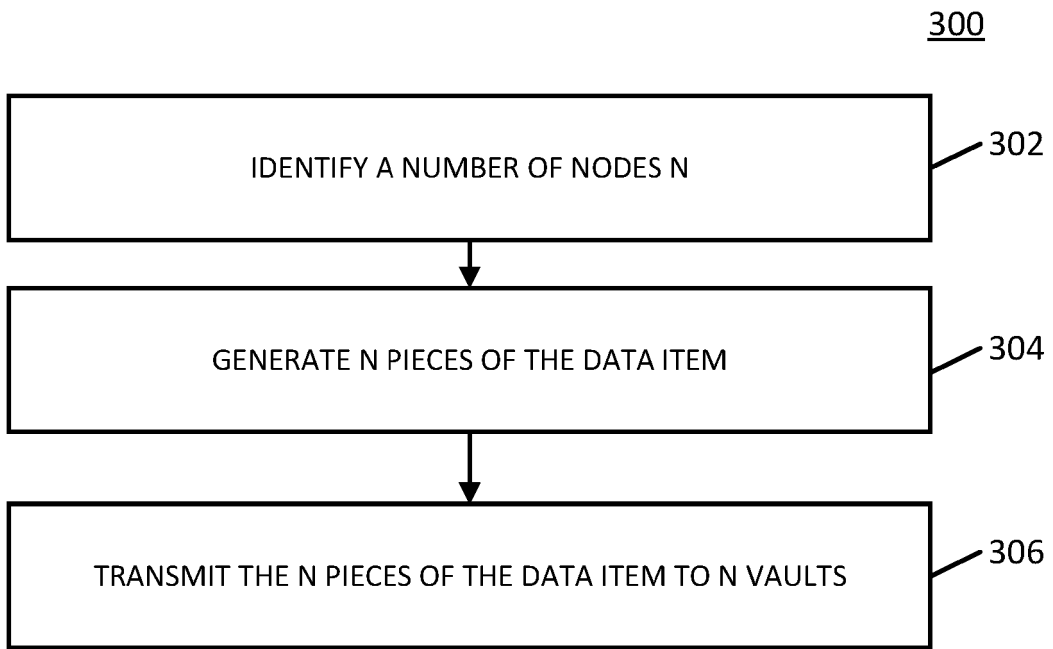 300
IDENTIFY A NUMBER OF NODES N
302
GENERATE N PIECES OF THE DATA ITEM
304
TRANSMIT THE N PIECES OF THE DATA ITEM TO N VAULTS
306